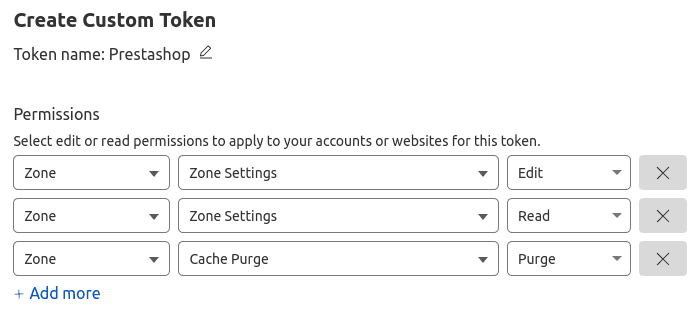 Create Custom Token
Token name: Prestashop
Permissions
Select edit or read permissions to apply to your accounts or websites for this token.
Zone Zone Settings Edit
Zone Zone Settings Read
Zone Cache Purge Purge
+ Add more